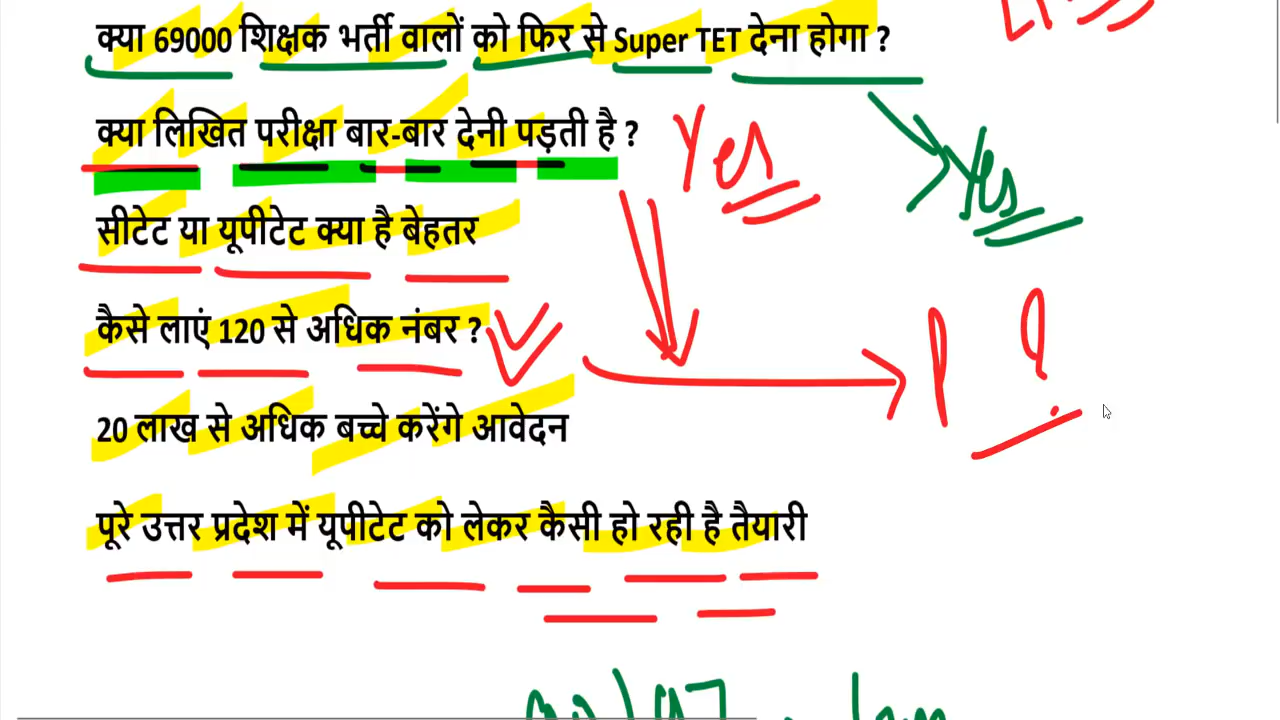 क्या 69000 शिक्षक भर्ती वालों को फिर से Super TET देना होगा ?
क्या लिखित परीक्षा बार-बार देनी पड़ती है ?
Yes
Yes
सीटेट या यूपीटेट क्या है बेहतर
कैसे लाएं 120 से अधिक नंबर ?
20 लाख से अधिक बच्चे करेंगे आवेदन
पूरे उत्तर प्रदेश में यूपीटेट को लेकर कैसी हो रही है तैयारी